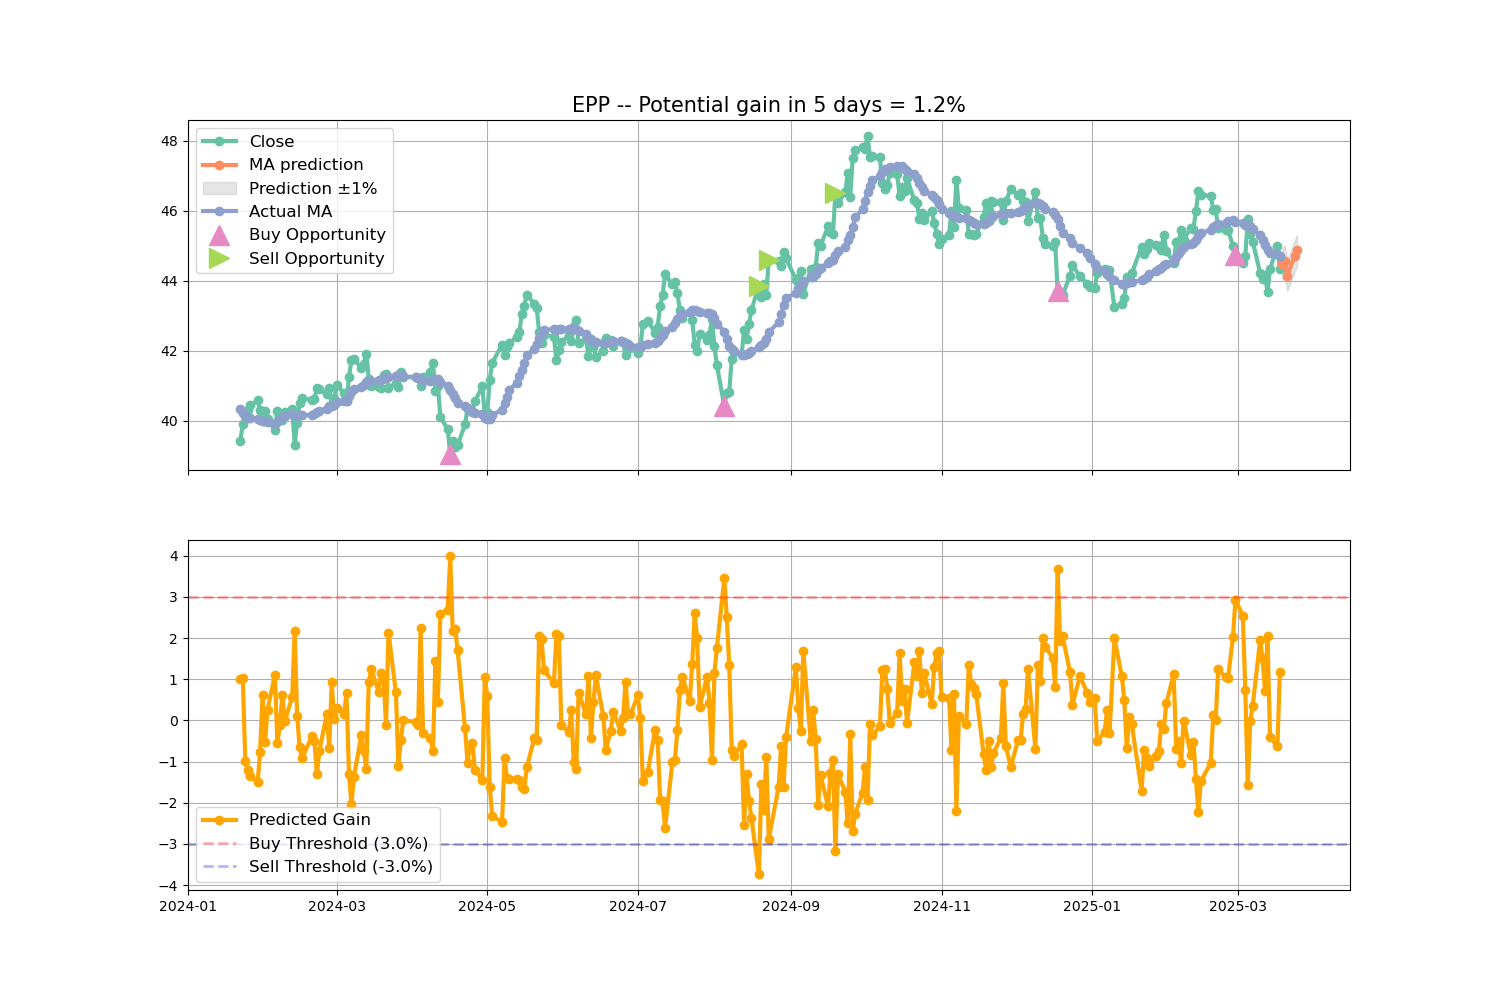 EPP -- Potential gain in 5 days = 1.2%
48
46
44
42
40
Close
MA prediction
Prediction ±1%
Actual MA
Buy Opportunity
Sell Opportunity
4
3
2
1
0
−1
−2
−3
−4
Predicted Gain
Buy Threshold (3.0%)
Sell Threshold (-3.0%)
2024-01
2024-03
2024-05
2024-07
2024-09
2024-11
2025-01
2025-03